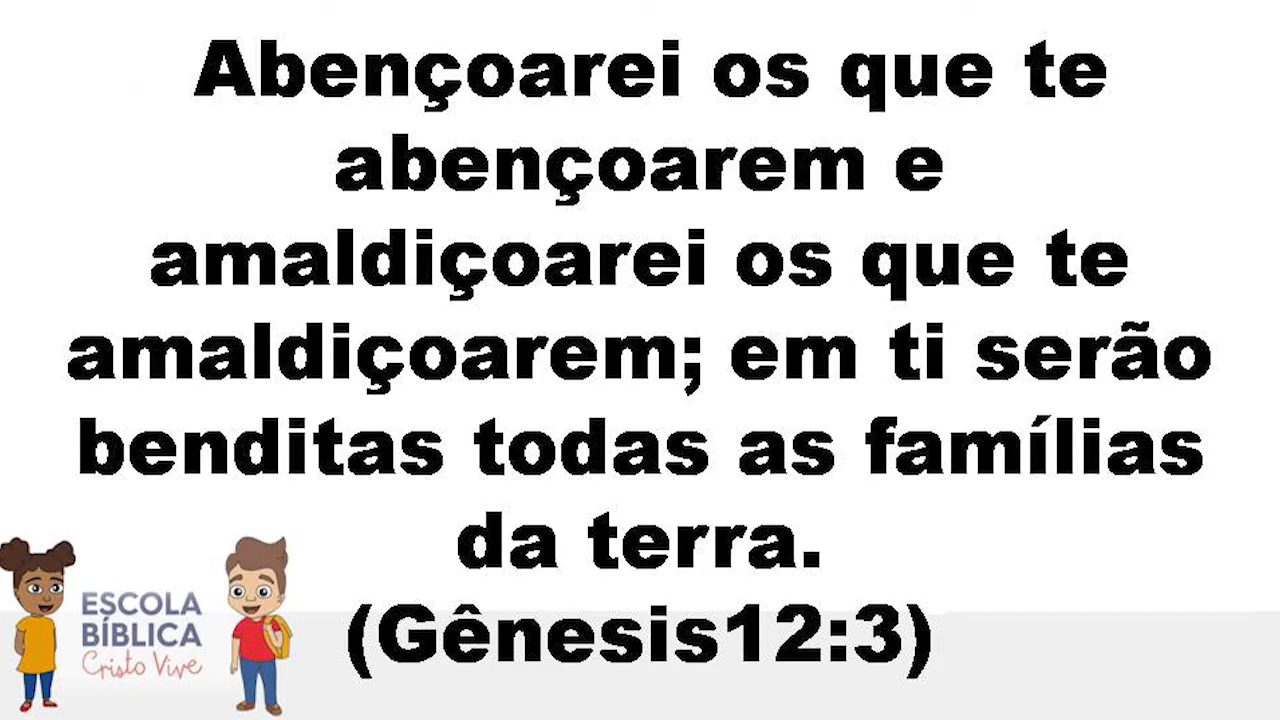 Abençoarei os que te
abençoarem e
amaldiçoarei os que te
amaldiçoarem; em ti serão
benditas todas as famílias
da terra.
(Gênesis12:3)
ESCOLA
BÍBLICA
Cristo Vive